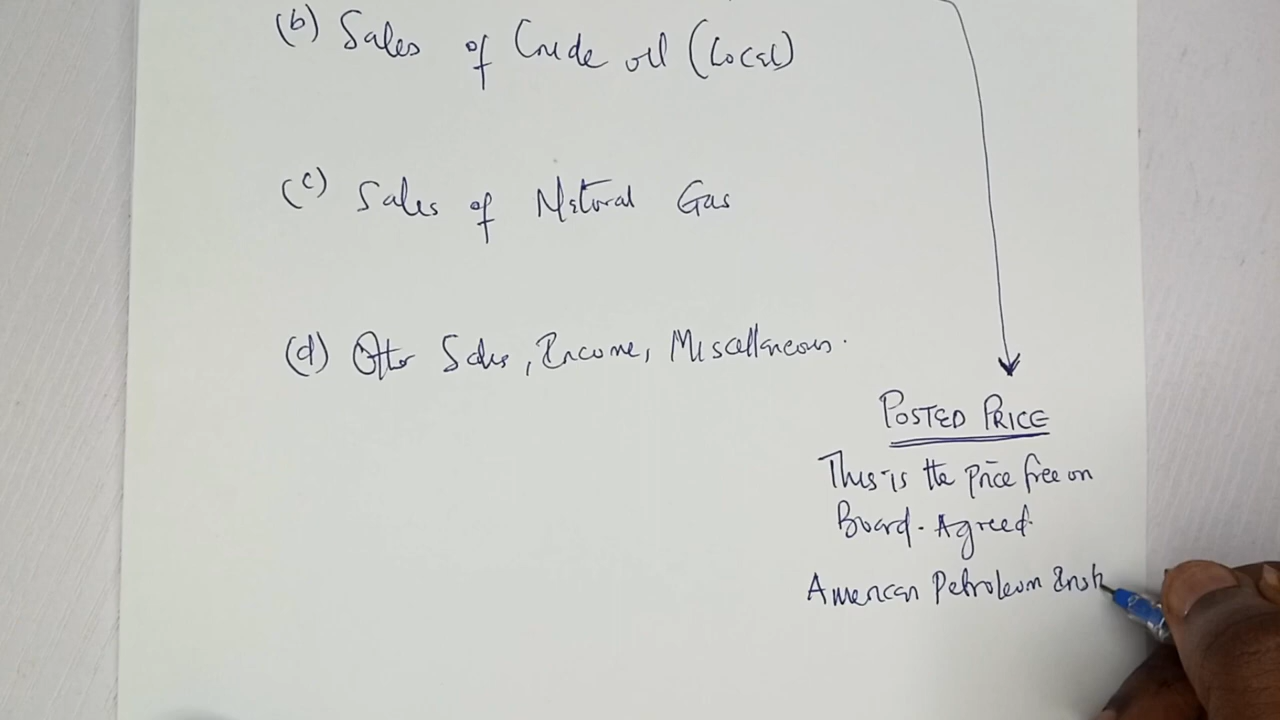 (b) Sales of Crude oil (Local)
(c) Sales of Natural Gas
(d) Other Sales, Income, Miscellaneous.
POSTED PRICE
This is the price free on
Board. Agreed.
American Petroleum Inst